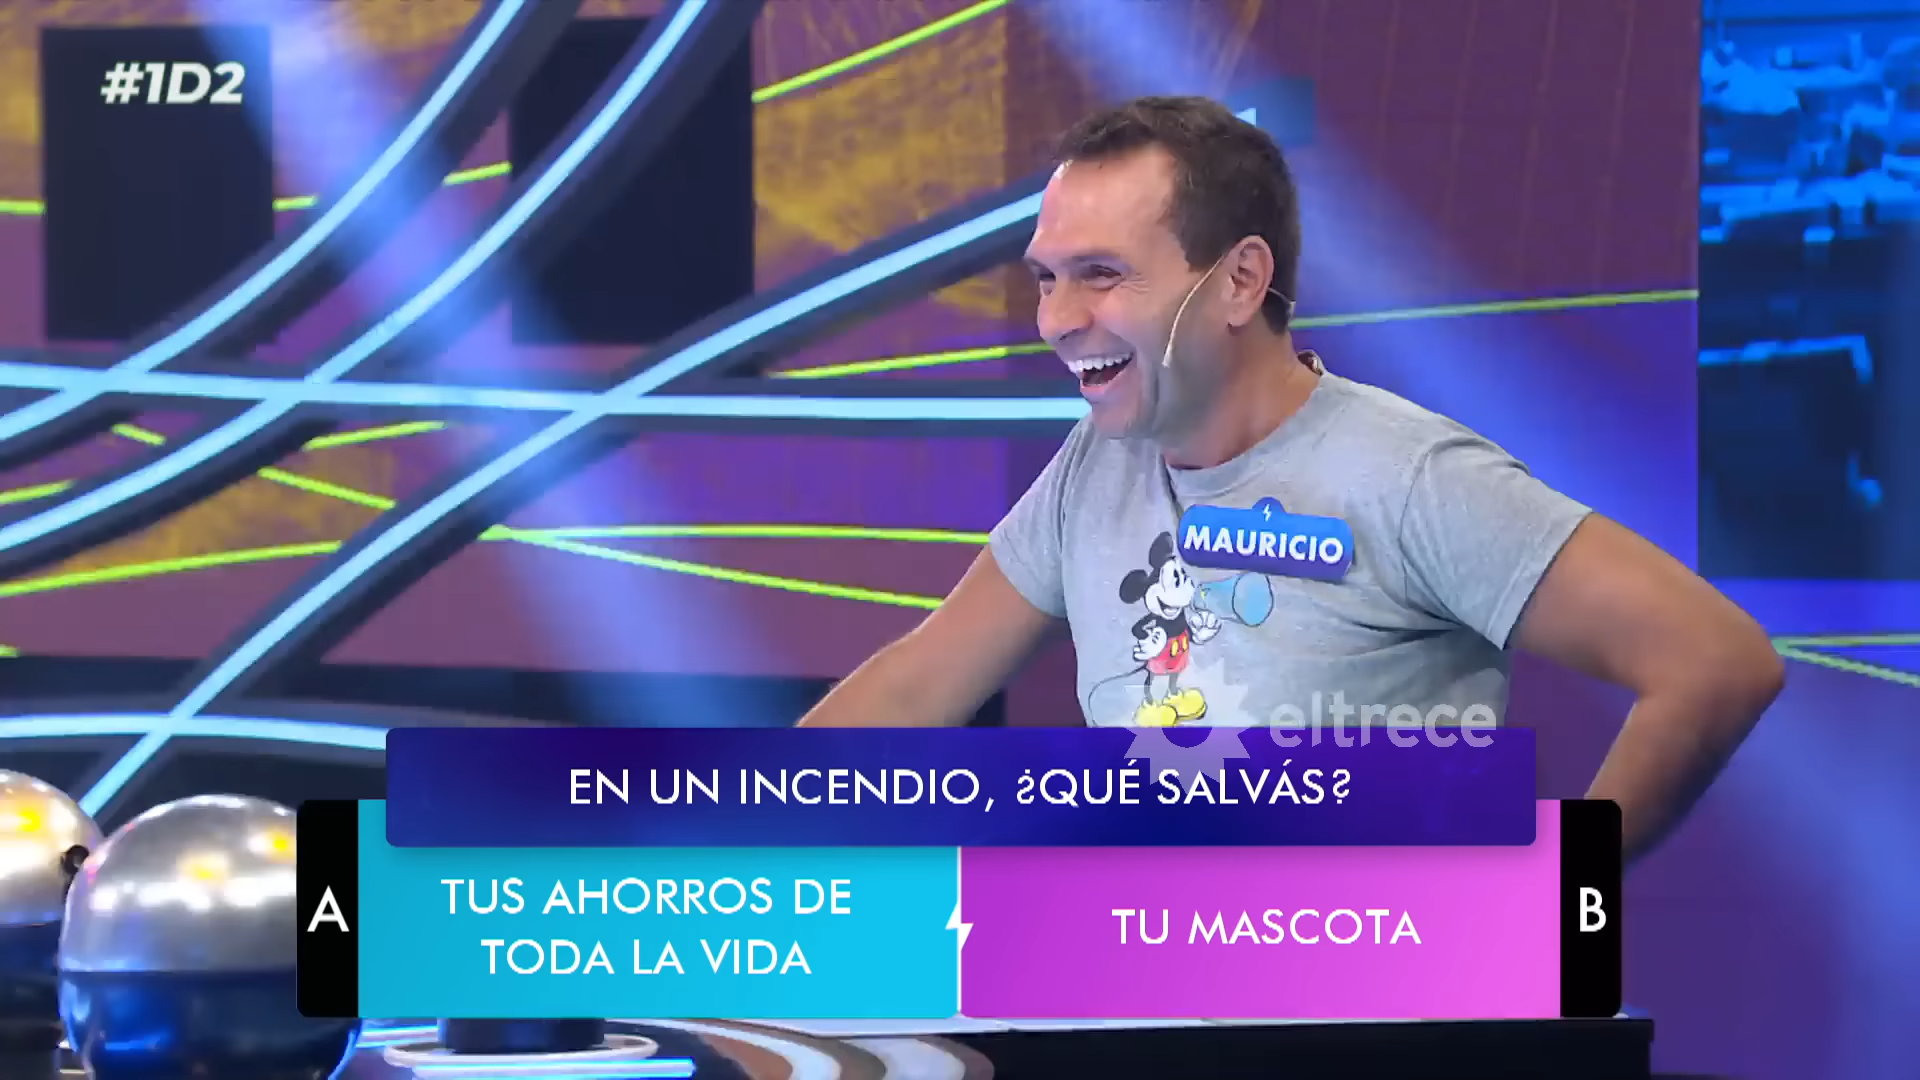 #1D2
MAURICIO
eltrece
EN UN INCENDIO, ¿QUÉ SALVÁS?
A
TUS AHORROS DE
TODA LA VIDA
TU MASCOTA
B